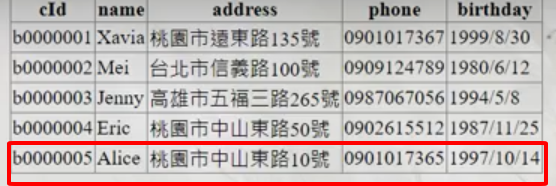 cId name address phone birthday
b0000001 Xavia 桃園市遠東路135號 0901017367 1999/8/30
b0000002 Mei 台北市信義路100號 0909124789 1980/6/12
b0000003 Jenny 高雄市五福三路265號 0987067056 1994/5/8
b0000004 Eric 桃園市中山東路50號 0902615512 1987/11/25
b0000005 Alice 桃園市中山東路10號 0901017365 1997/10/14